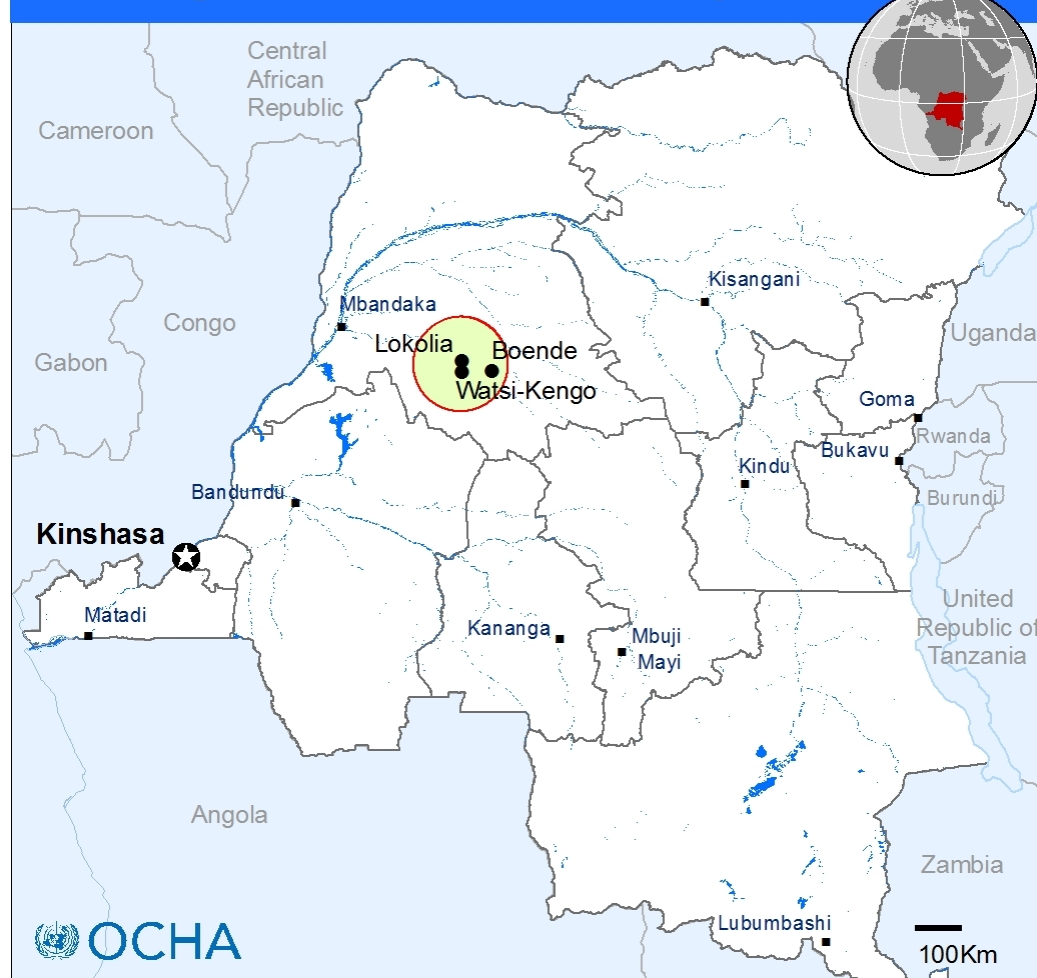 Central
African
Republic
Cameroon
Kisangani
Mbandaka
Congo
Uganda
Lokolia
Boende
Gabon
Watsi-Kengo
Goma
Rwanda
Bukavu
Kindu
Bandundu
Burundi
Kinshasa
United
Republic of
Tanzania
Matadi
Kananga
Mbuji
Mayi
Angola
Zambia
Lubumbashi
OCHA
100Km